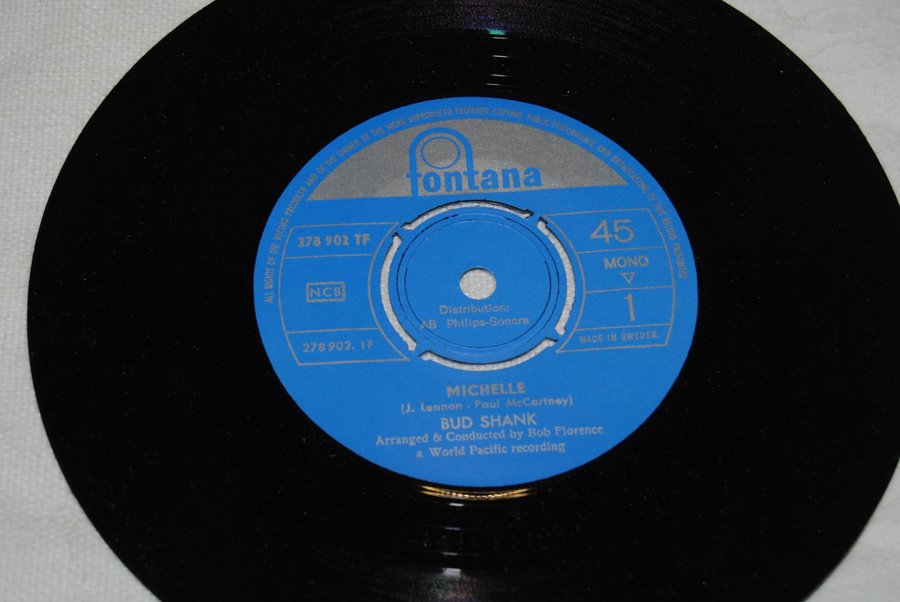 ALL RIGHTS OF THE RECORD PRODUCER AND OF THE OWNER OF THE WORK REPRODUCED RESERVED. COPYING, PUBLIC PERFORMANCE AND BROADCASTING OF THIS RECORD PROHIBITED
fontana
278 902 TF
45
NCB
MONO
1
278 902. 1F
MADE IN SWEDEN
Distribution:
AB Philips-Sonora
MICHELLE
(J. Lennon - Paul McCartney)
BUD SHANK
Arranged & Conducted by Bob Florence
a World Pacific recording